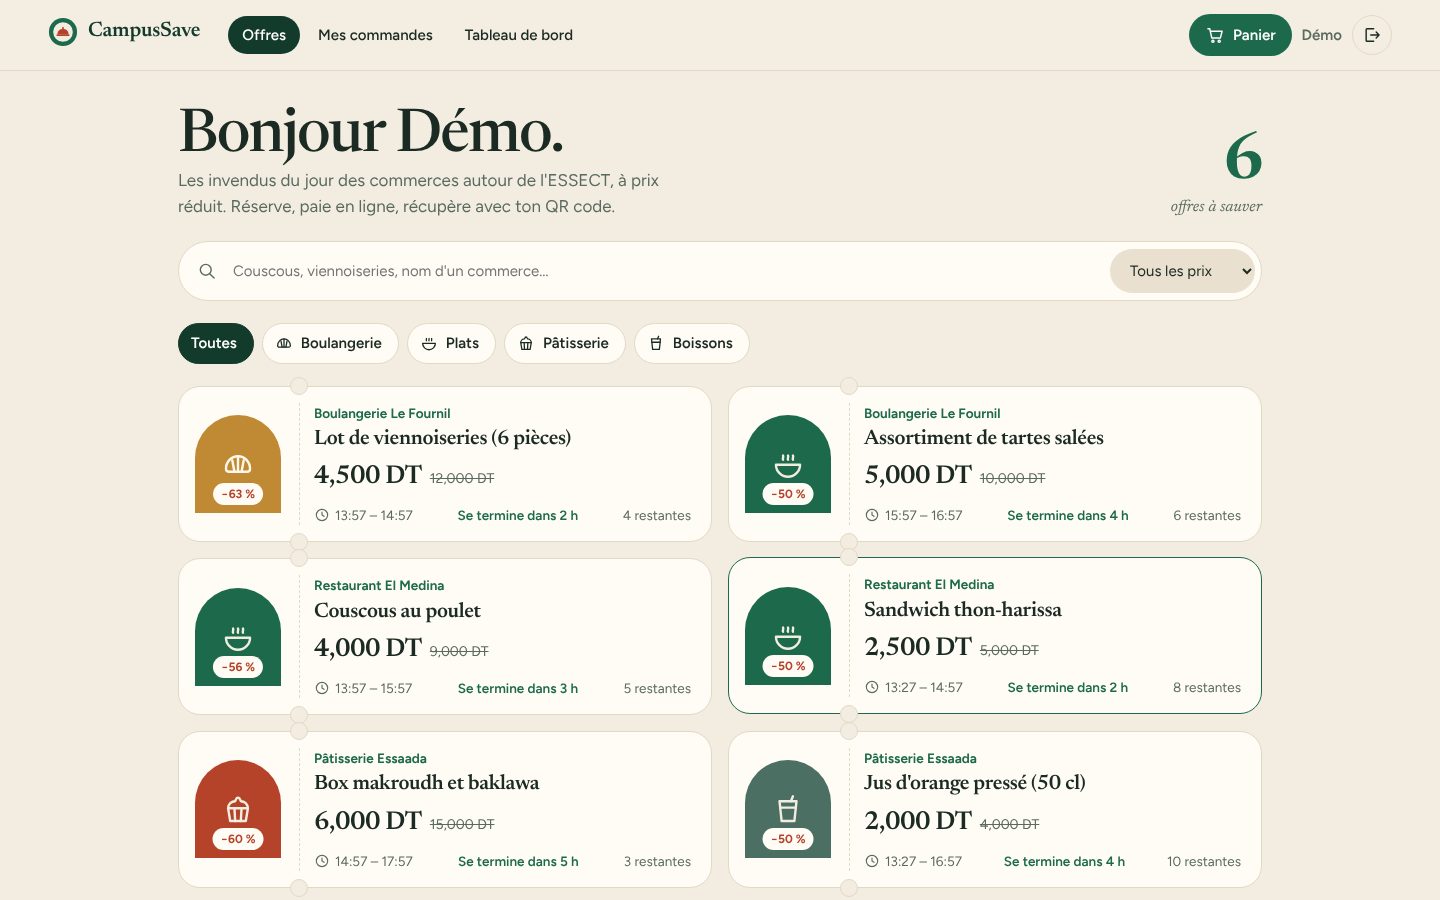 CampusSave
Offres
Mes commandes
Tableau de bord
Panier
Démo
Bonjour Démo.
Les invendus du jour des commerces autour de l'ESSECT, à prix
réduit. Réserve, paie en ligne, récupère avec ton QR code.
6
offres à sauver
Couscous, viennoiseries, nom d'un commerce...
Tous les prix
Toutes
Boulangerie
Plats
Pâtisserie
Boissons
Boulangerie Le Fournil
Lot de viennoiseries (6 pièces)
4,500 DT 12,000 DT
−63 %
13:57 – 14:57 Se termine dans 2 h 4 restantes
Boulangerie Le Fournil
Assortiment de tartes salées
5,000 DT 10,000 DT
−50 %
15:57 – 16:57 Se termine dans 4 h 6 restantes
Restaurant El Medina
Couscous au poulet
4,000 DT 9,000 DT
−56 %
13:57 – 15:57 Se termine dans 3 h 5 restantes
Restaurant El Medina
Sandwich thon-harissa
2,500 DT 5,000 DT
−50 %
13:27 – 14:57 Se termine dans 2 h 8 restantes
Pâtisserie Essaada
Box makroudh et baklawa
6,000 DT 15,000 DT
−60 %
14:57 – 17:57 Se termine dans 5 h 3 restantes
Pâtisserie Essaada
Jus d'orange pressé (50 cl)
2,000 DT 4,000 DT
−50 %
13:27 – 16:57 Se termine dans 4 h 10 restantes